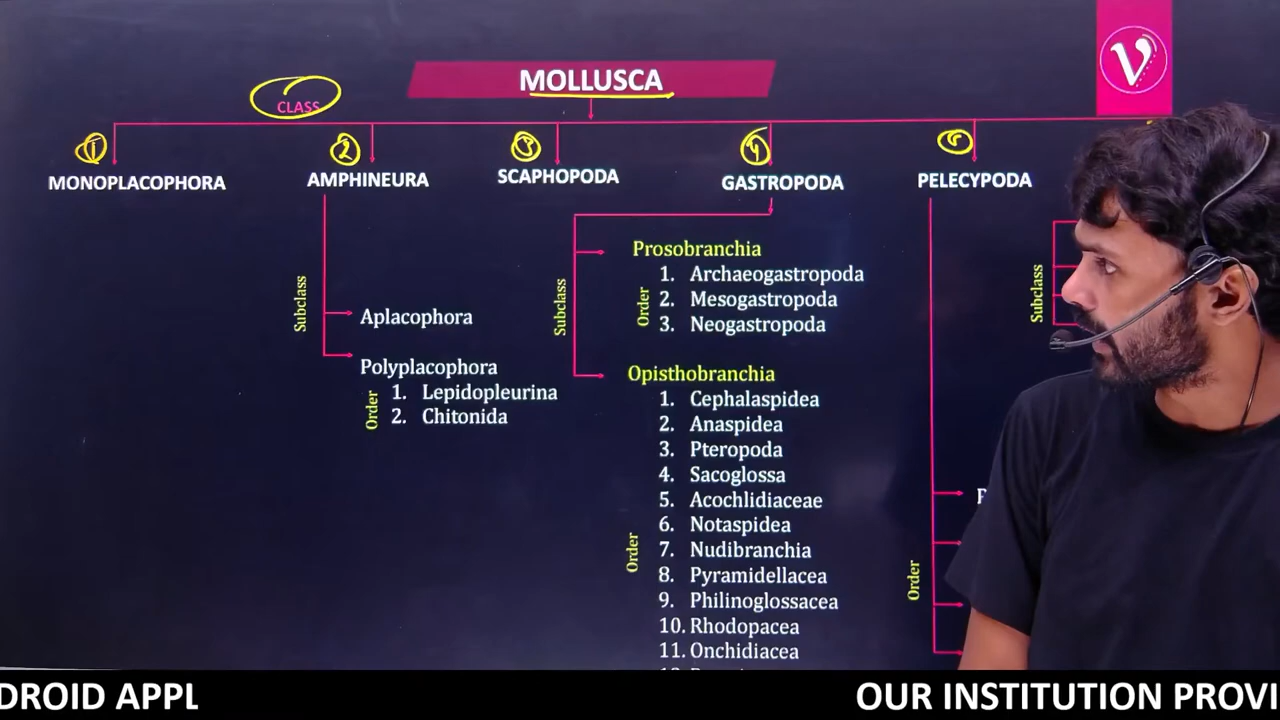 MOLLUSCA
CLASS
1
2
3
4
5
MONOPLACOPHORA
AMPHINEURA
SCAPHOPODA
GASTROPODA
PELECYPODA
Subclass
Aplacophora
Polyplacophora
Order
1. Lepidopleurina
2. Chitonida
Subclass
Prosobranchia
Order
1. Archaeogastropoda
2. Mesogastropoda
3. Neogastropoda
Opisthobranchia
Order
1. Cephalaspidea
2. Anaspidea
3. Pteropoda
4. Sacoglossa
5. Acochlidiaceae
6. Notaspidea
7. Nudibranchia
8. Pyramidellacea
9. Philinoglossacea
10. Rhodopacea
11. Onchidiacea
Order
Subclass
V
DROID APPL
OUR INSTITUTION PROVI